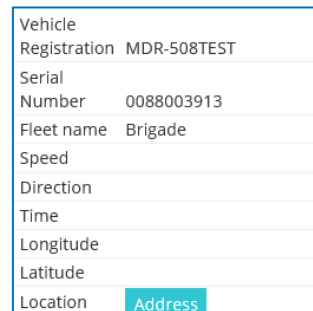 Vehicle
Registration MDR-508TEST
Serial
Number 0088003913
Fleet name Brigade
Speed
Direction
Time
Longitude
Latitude
Location Address